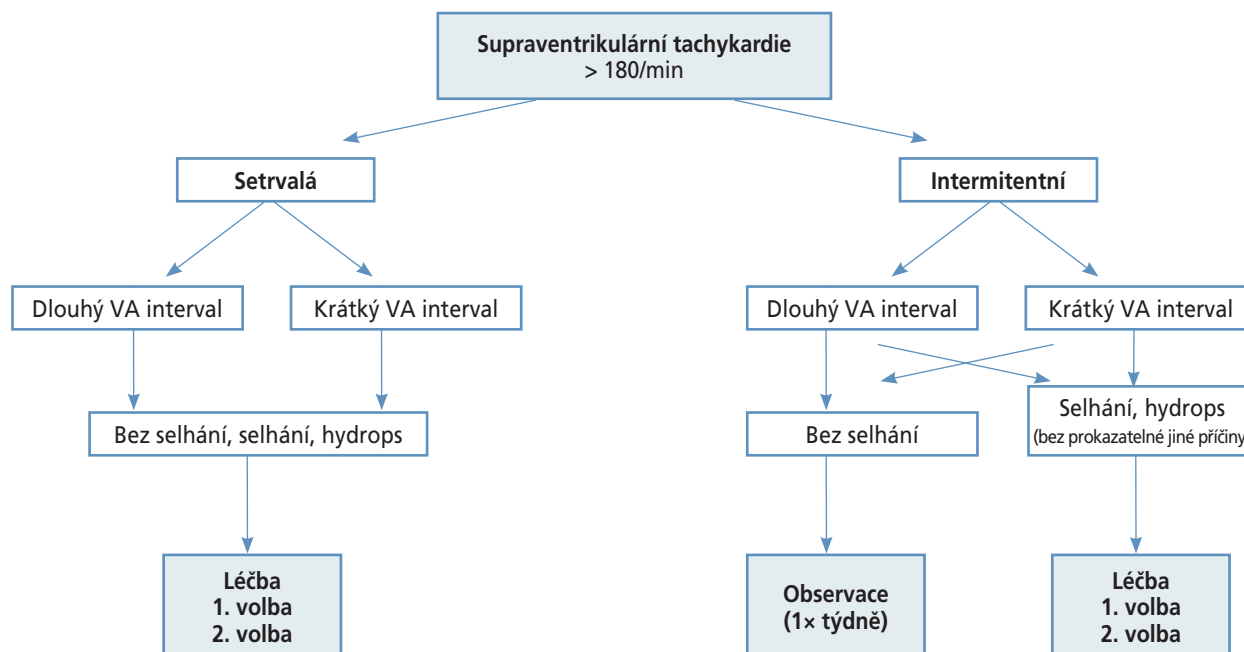 Supraventrikulární tachykardie
> 180/min
Setrvalá
Intermitentní
Dlouhý VA interval
Krátký VA interval
Dlouhý VA interval
Krátký VA interval
Bez selhání, selhání, hydrops
Bez selhání
Selhání, hydrops
(bez prokazatelné jiné příčiny
Léčba
1. volba
2. volba
Observace
(1× týdně)
Léčba
1. volba
2. volba